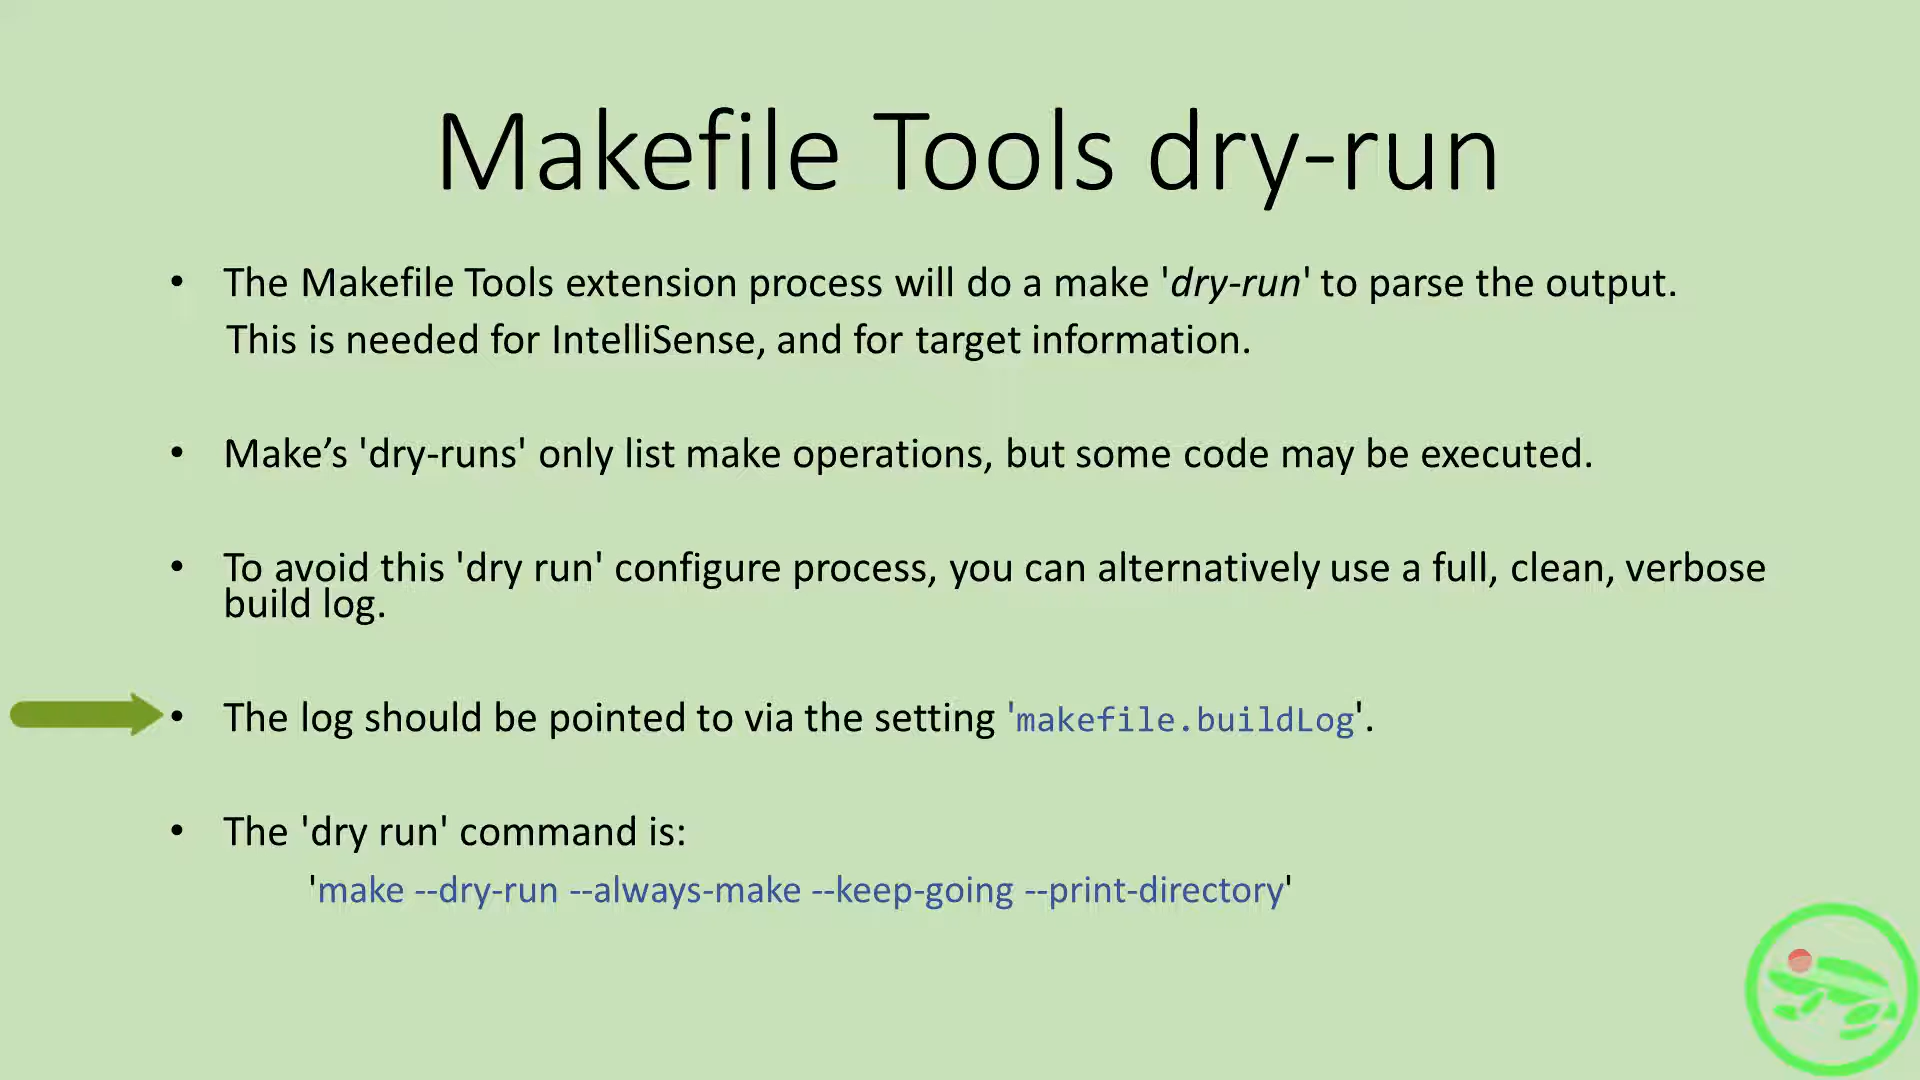 Makefile Tools dry-run
• The Makefile Tools extension process will do a make 'dry-run' to parse the output.
This is needed for IntelliSense, and for target information.
• Make’s 'dry-runs' only list make operations, but some code may be executed.
• To avoid this 'dry run' configure process, you can alternatively use a full, clean, verbose
build log.
• The log should be pointed to via the setting 'makefile.buildLog'.
• The 'dry run' command is:
'make --dry-run --always-make --keep-going --print-directory'